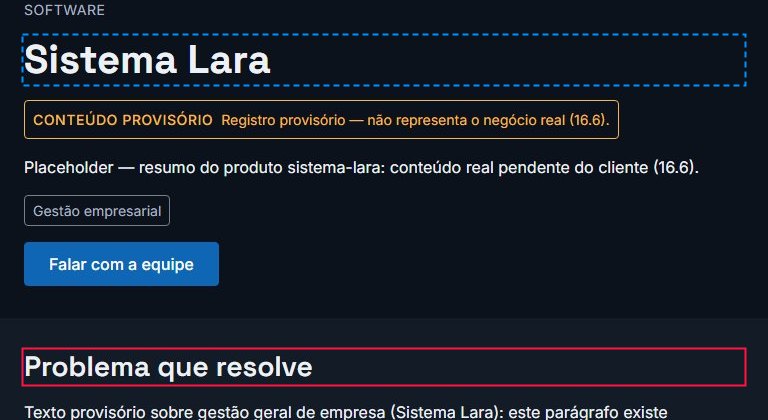 SOFTWARE
Sistema Lara
CONTEÚDO PROVISÓRIO Registro provisório — não representa o negócio real (16.6).
Placeholder — resumo do produto sistema-lara: conteúdo real pendente do cliente (16.6).
Gestão empresarial
Falar com a equipe
Problema que resolve
Texto provisório sobre gestão geral de empresa (Sistema Lara): este parágrafo existe